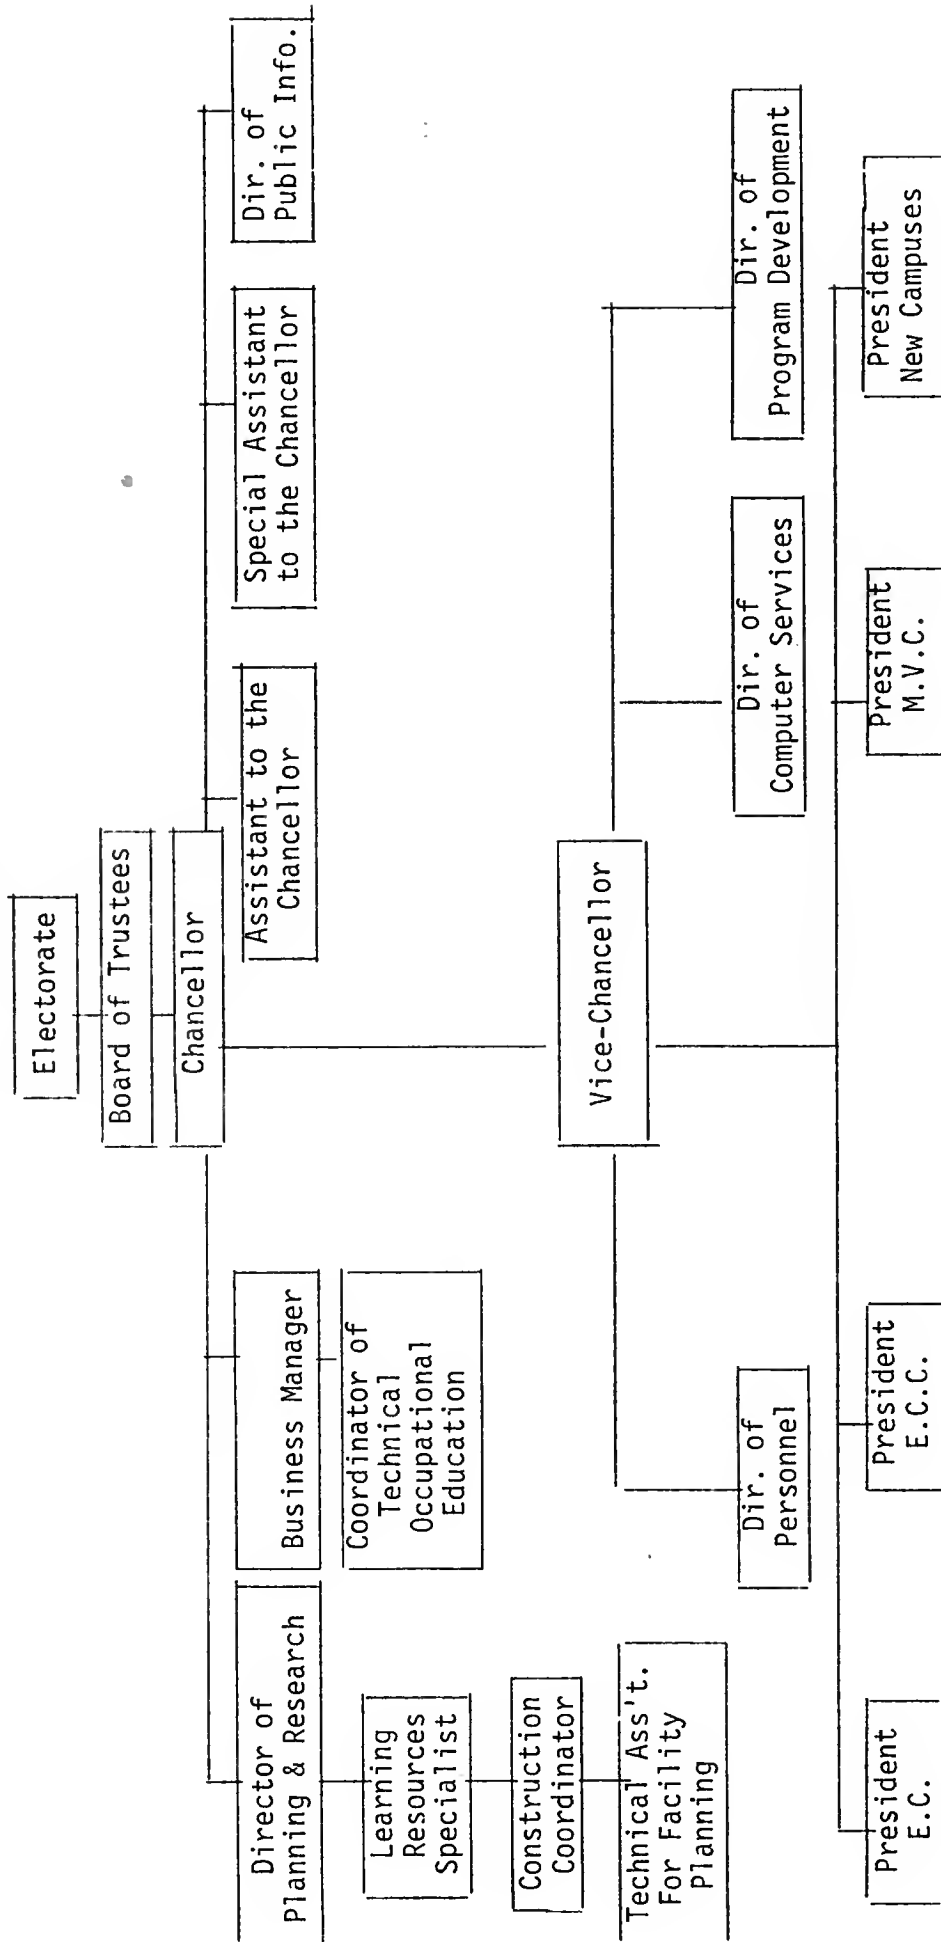 Electorate
Board of Trustees
Chancellor
Director of
Planning & Research
Business Manager
Assistant to the
Chancellor
Special Assistant
to the Chancellor
Dir. of
Public Info.
Learning
Resources
Specialist
Coordinator of
Technical
Occupational
Education
Construction
Coordinator
Technical Ass't.
For Facility
Planning
Vice-Chancellor
Dir. of
Personnel
Dir. of
Computer Services
Dir. of
Program Development
President
E.C.
President
E.C.C.
President
M.V.C.
President
New Campuses